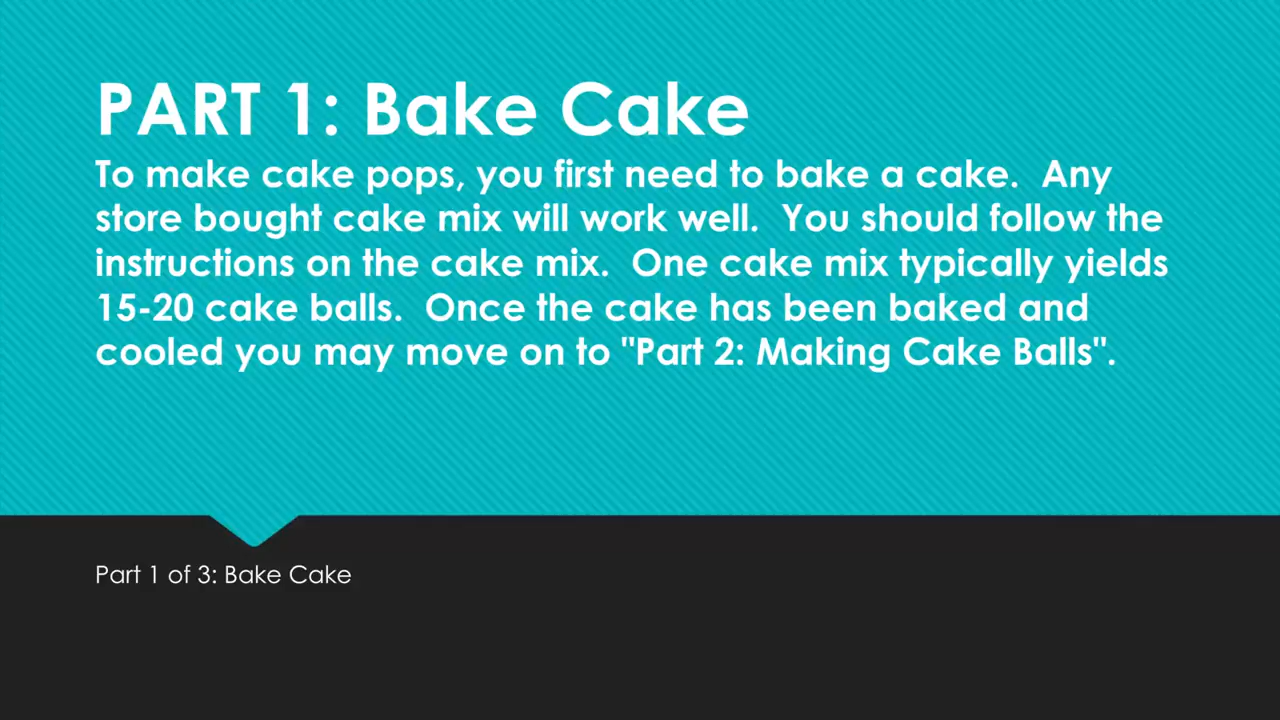 PART 1: Bake Cake
To make cake pops, you first need to bake a cake.  Any
store bought cake mix will work well.  You should follow the
instructions on the cake mix.  One cake mix typically yields
15-20 cake balls.  Once the cake has been baked and
cooled you may move on to "Part 2: Making Cake Balls".
Part 1 of 3: Bake Cake